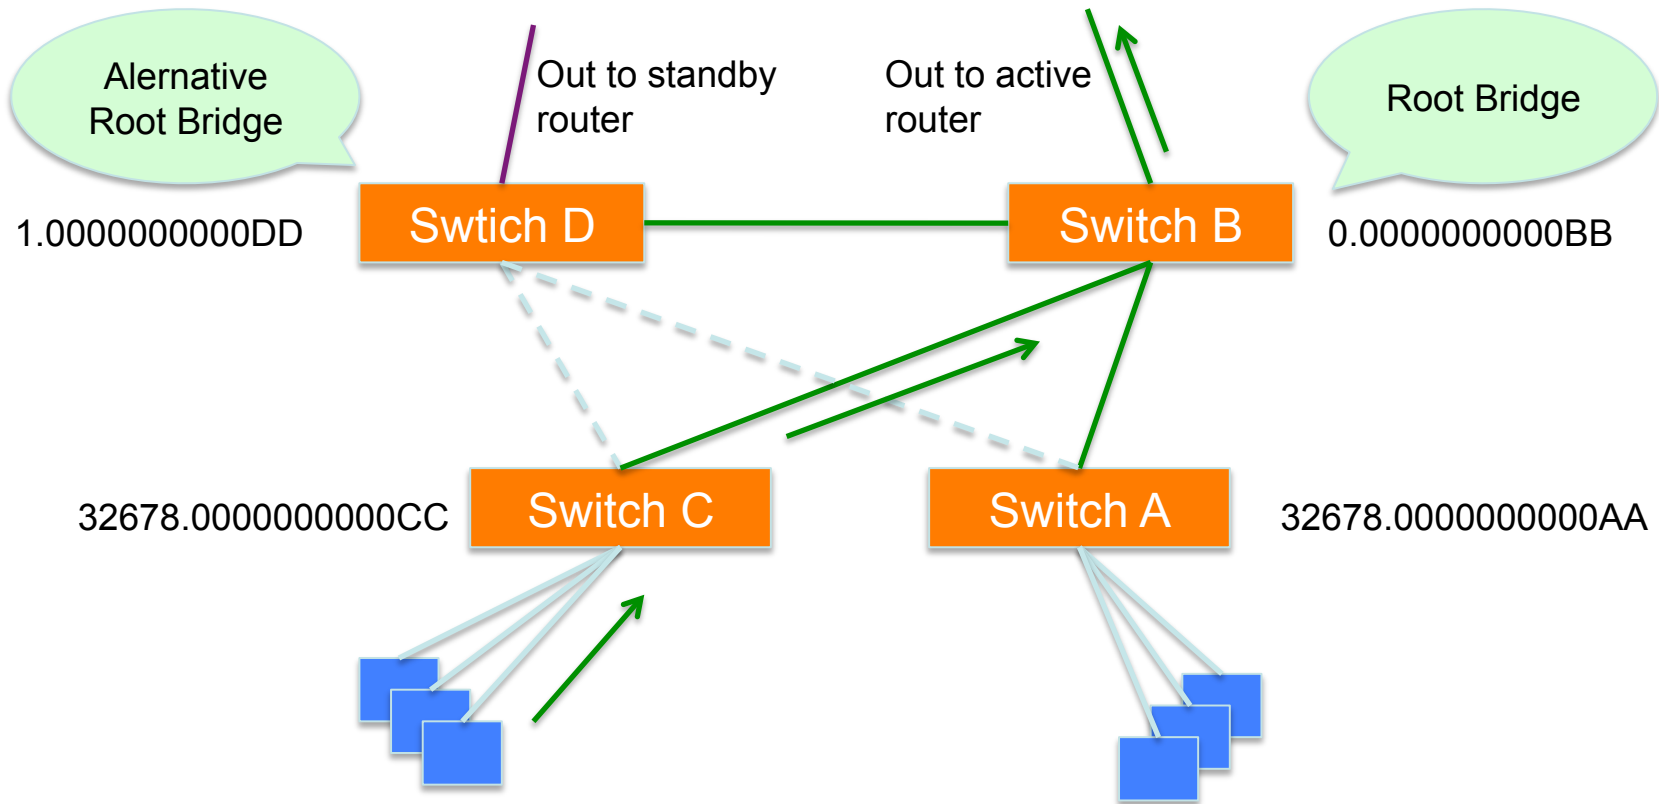 Alernative
Root Bridge
Out to standby
router
Out to active
router
Root Bridge
1.0000000000DD
Swtich D
Switch B
0.0000000000BB
32678.0000000000CC
Switch C
Switch A
32678.0000000000AA